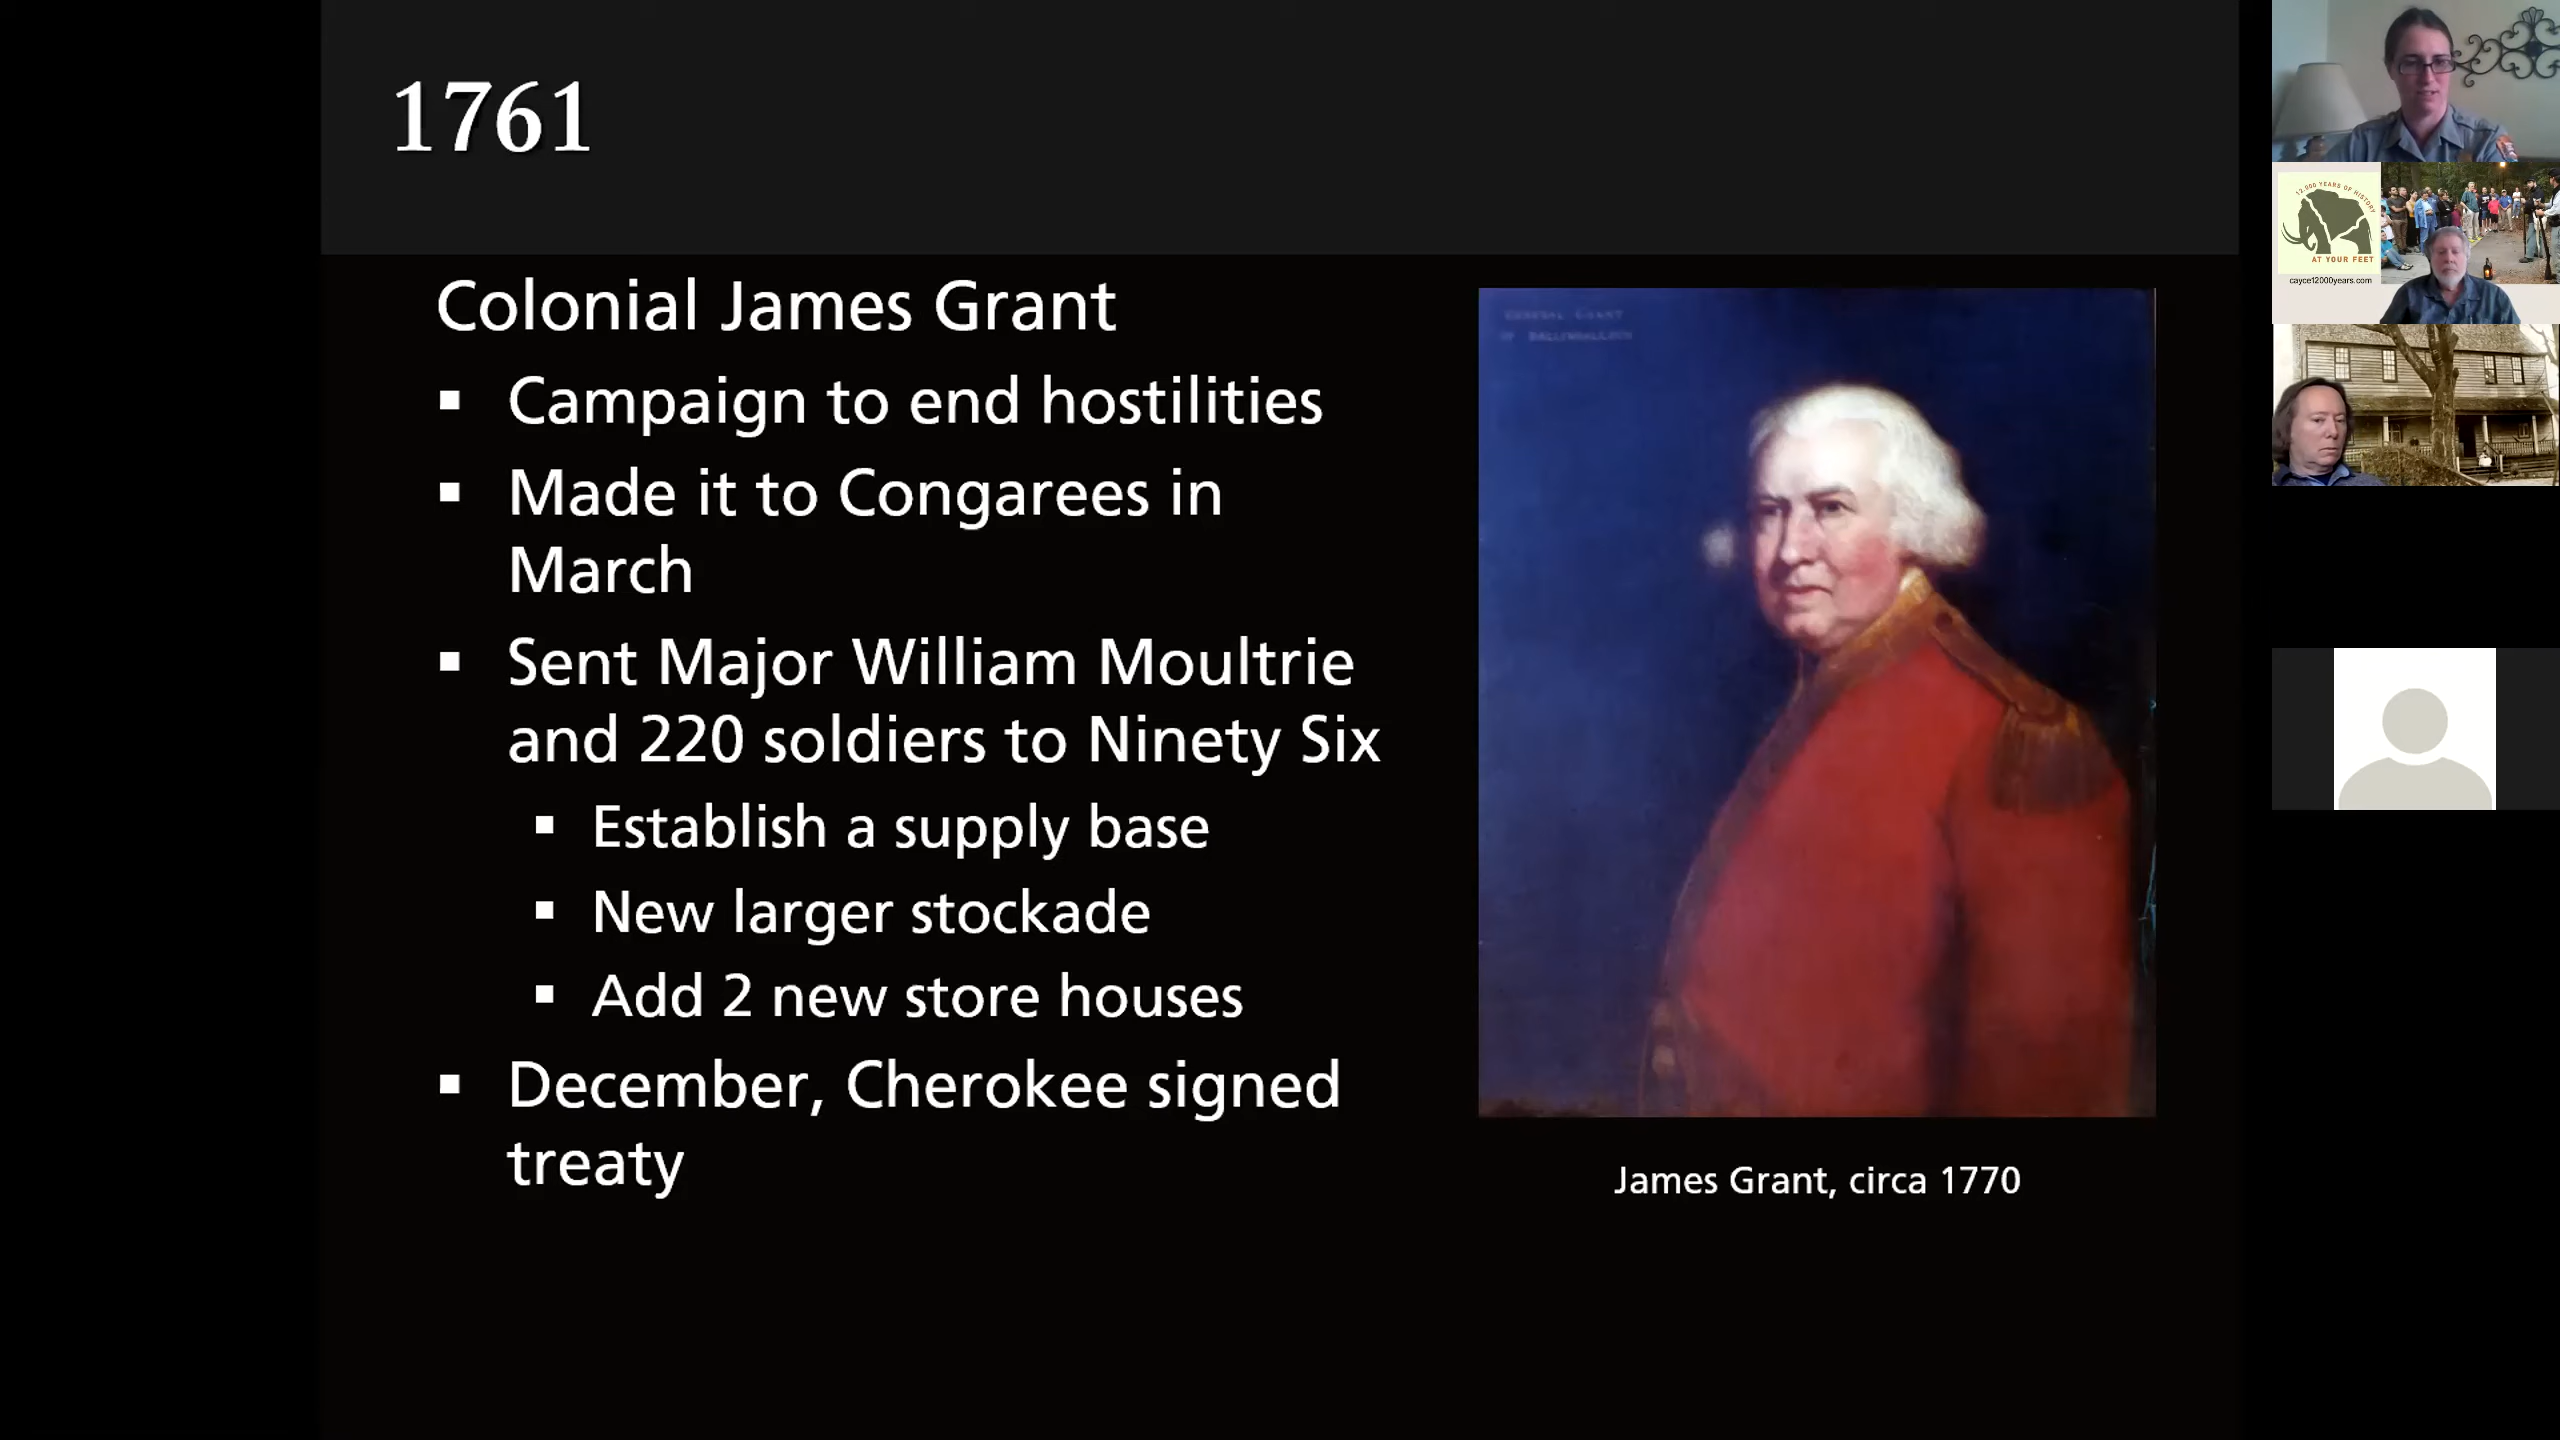 1761
Colonial James Grant
▪ Campaign to end hostilities
▪ Made it to Congarees in
March
▪ Sent Major William Moultrie
and 220 soldiers to Ninety Six
▪ Establish a supply base
▪ New larger stockade
▪ Add 2 new store houses
▪ December, Cherokee signed
treaty
GENERAL GRANT
James Grant, circa 1770
12,000 YEARS OF HISTORY
AT YOUR FEET
cayce12000years.com